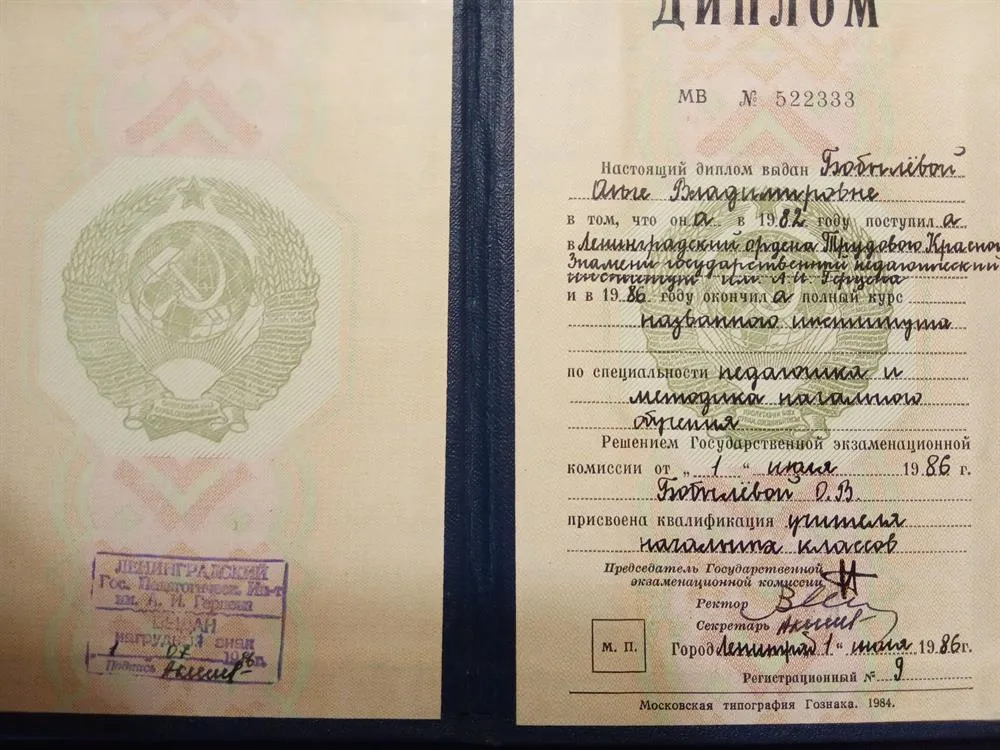 ЛЕНИНГРАДСКИЙ
Гос. Педагогическ. Ин-т
им. А. И. Герцена
ВЫДАН
нагрудный знак
1 07 1986 г.
Подпись
ДИПЛОМ
МВ № 522333
Настоящий диплом выдан Бобылёвой
Ольге Владимировне
в том, что она в 1982 году поступила
в Ленинградский ордена Трудового Красного
Знамени государственный педагогический
институт им. А.И. Герцена
и в 1986 году окончила полный курс
названного института
по специальности педагогика и
методика начального
обучения
Решением Государственной экзаменационной
комиссии от „1“ июля 1986 г.
Бобылёвой О.В.
присвоена квалификация учителя
начальных классов
Председатель Государственной
экзаменационной комиссии
Ректор
Секретарь
М. П.
Город Ленинград 1“ июля 1986г.
Регистрационный № 9
Московская типография Гознака. 1984.